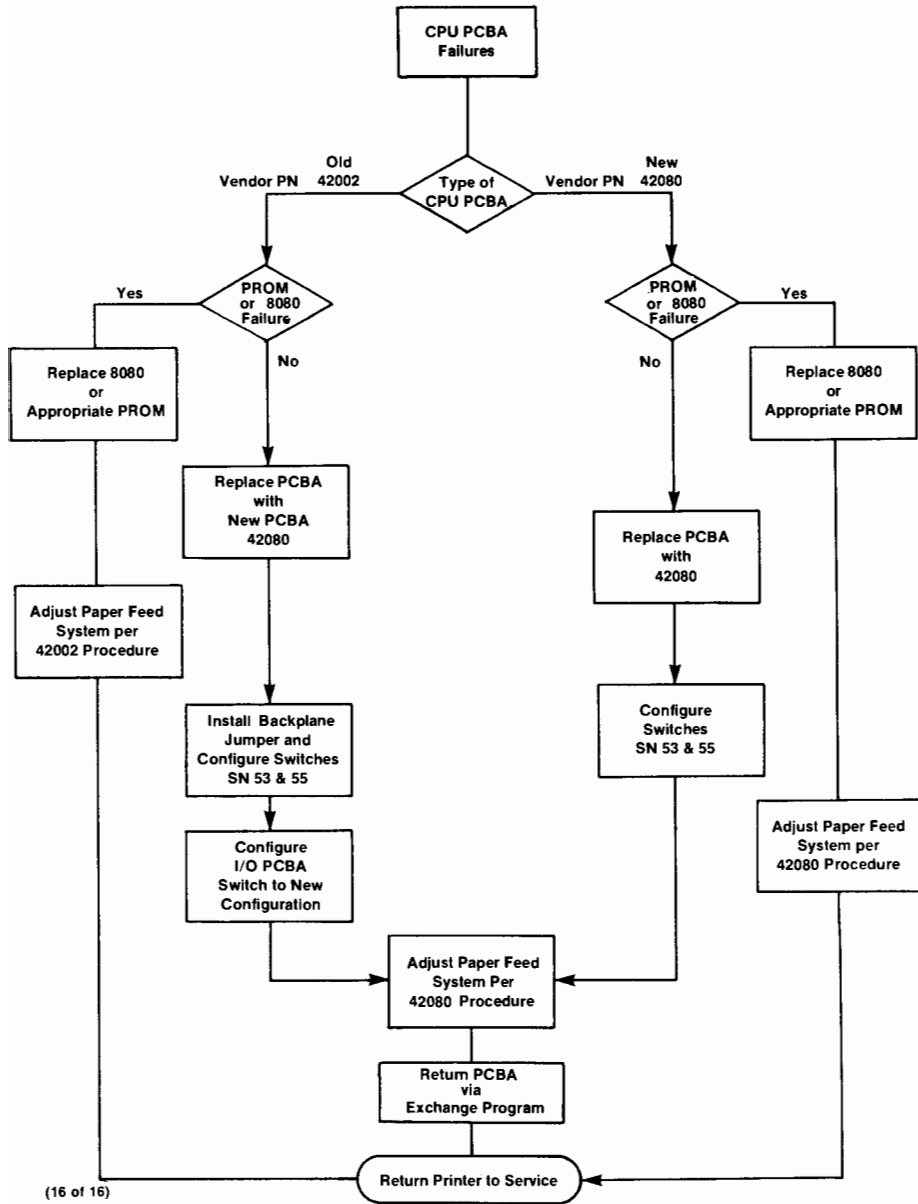 CPU PCBA
Failures
Old
Vendor PN 42002
Type of
CPU PCBA
New
Vendor PN 42080
Yes
PROM
or 8080
Failure
No
PROM
or 8080
Failure
Yes
No
Replace 8080
or
Appropriate PROM
Replace 8080
or
Appropriate PROM
Replace PCBA
with
New PCBA
42080
Replace PCBA
with
42080
Adjust Paper Feed
System per
42002 Procedure
Install Backplane
Jumper and
Configure Switches
SN 53 & 55
Configure
Switches
SN 53 & 55
Configure
I/O PCBA
Switch to New
Configuration
Adjust Paper Feed
System per
42080 Procedure
Adjust Paper Feed
System Per
42080 Procedure
Return PCBA
via
Exchange Program
Return Printer to Service
(16 of 16)